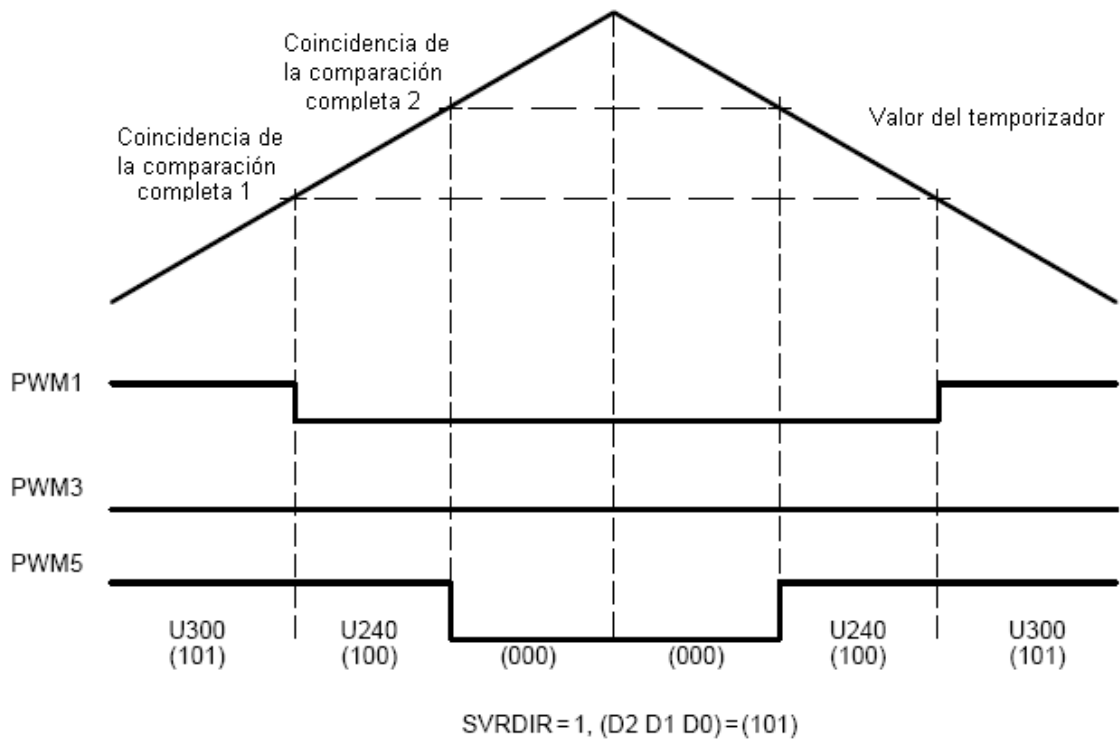 Coincidencia de
la comparación
completa 2
Coincidencia de
la comparación
completa 1
Valor del temporizador
PWM1
PWM3
PWM5
U300 U240 U240 U300
(101) (100) (000) (000) (100) (101)
SVRDIR = 1, (D2 D1 D0) = (101)